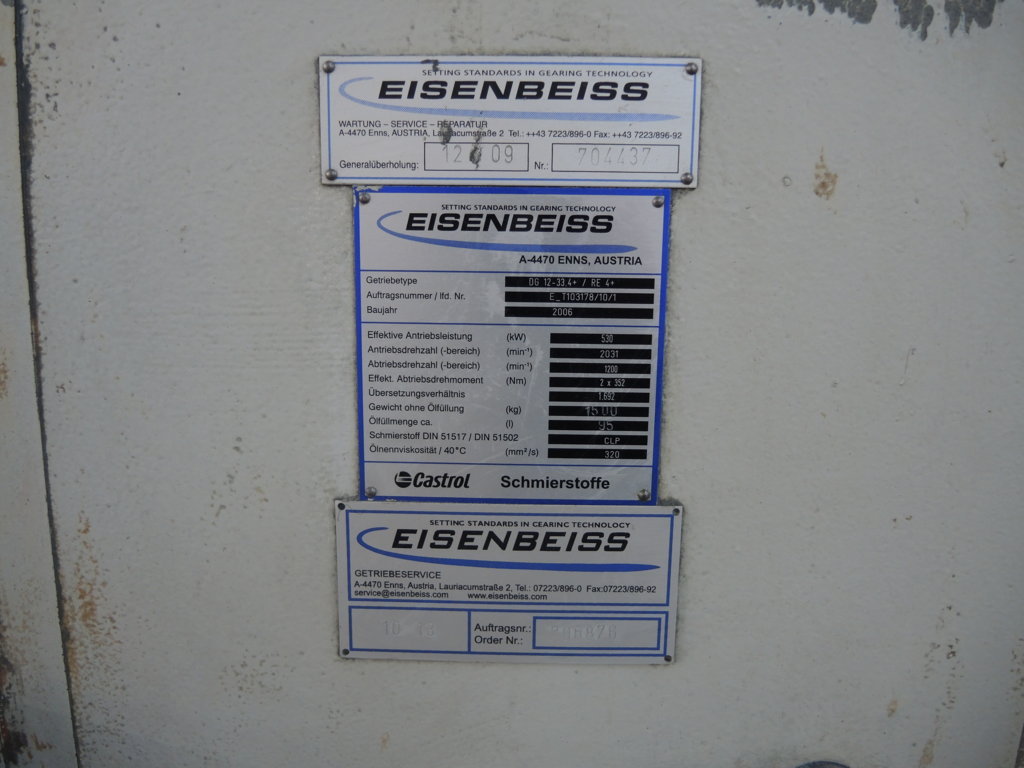 SETTING STANDARDS IN GEARING TECHNOLOGY
EISENBEISS
WARTUNG – SERVICE – REPARATUR
A-4470 Enns, AUSTRIA, Lauriacumstraße 2 Tel.: ++43 7223/896-0 Fax: ++43 7223/896-92
Generalüberholung: 12 09 Nr.: 704437
SETTING STANDARDS IN GEARING TECHNOLOGY
EISENBEISS
A-4470 ENNS, AUSTRIA
Getriebetype DG 12-33.4+ / RE 4+
Auftragsnummer / lfd. Nr. E_T103178/10/1
Baujahr 2006
Effektive Antriebsleistung (kW) 530
Antriebsdrehzahl (-bereich) (min⁻¹) 2031
Abtriebsdrehzahl (-bereich) (min⁻¹) 1200
Effekt. Abtriebsdrehmoment (Nm) 2 x 352
Übersetzungsverhältnis 1.692
Gewicht ohne Ölfüllung (kg) 1500
Ölfüllmenge ca. (l) 95
Schmierstoff DIN 51517 / DIN 51502 CLP
Ölnennviskosität / 40°C (mm²/s) 320
Castrol Schmierstoffe
SETTING STANDARDS IN GEARING TECHNOLOGY
EISENBEISS
GETRIEBESERVICE
A-4470 Enns, Austria, Lauriacumstraße 2, Tel.: 07223/896-0 Fax:07223/896-92
service@eisenbeiss.com www.eisenbeiss.com
10
Auftragsnr.:
Order Nr.: